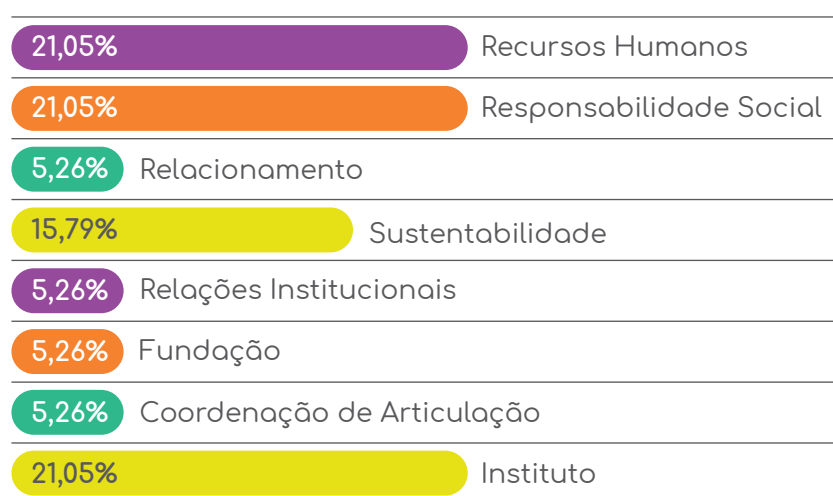 21,05% Recursos Humanos
21,05% Responsabilidade Social
5,26% Relacionamento
15,79% Sustentabilidade
5,26% Relações Institucionais
5,26% Fundação
5,26% Coordenação de Articulação
21,05% Instituto